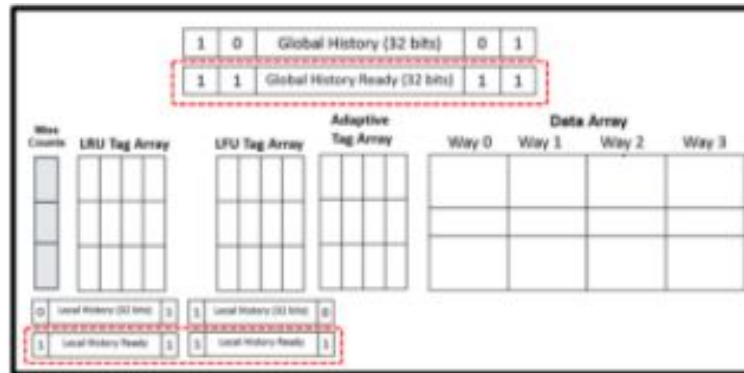 1 0 Global History (32 bits) 0 1
1 1 Global History Ready (32 bits) 1 1
Miss Counts
LRU Tag Array
LFU Tag Array
Adaptive Tag Array
Data Array
Way 0 Way 1 Way 2 Way 3
0 Local History (32 bits) 1
1 Local History (32 bits) 0
1 Local History Ready 1
1 Local History Ready 1